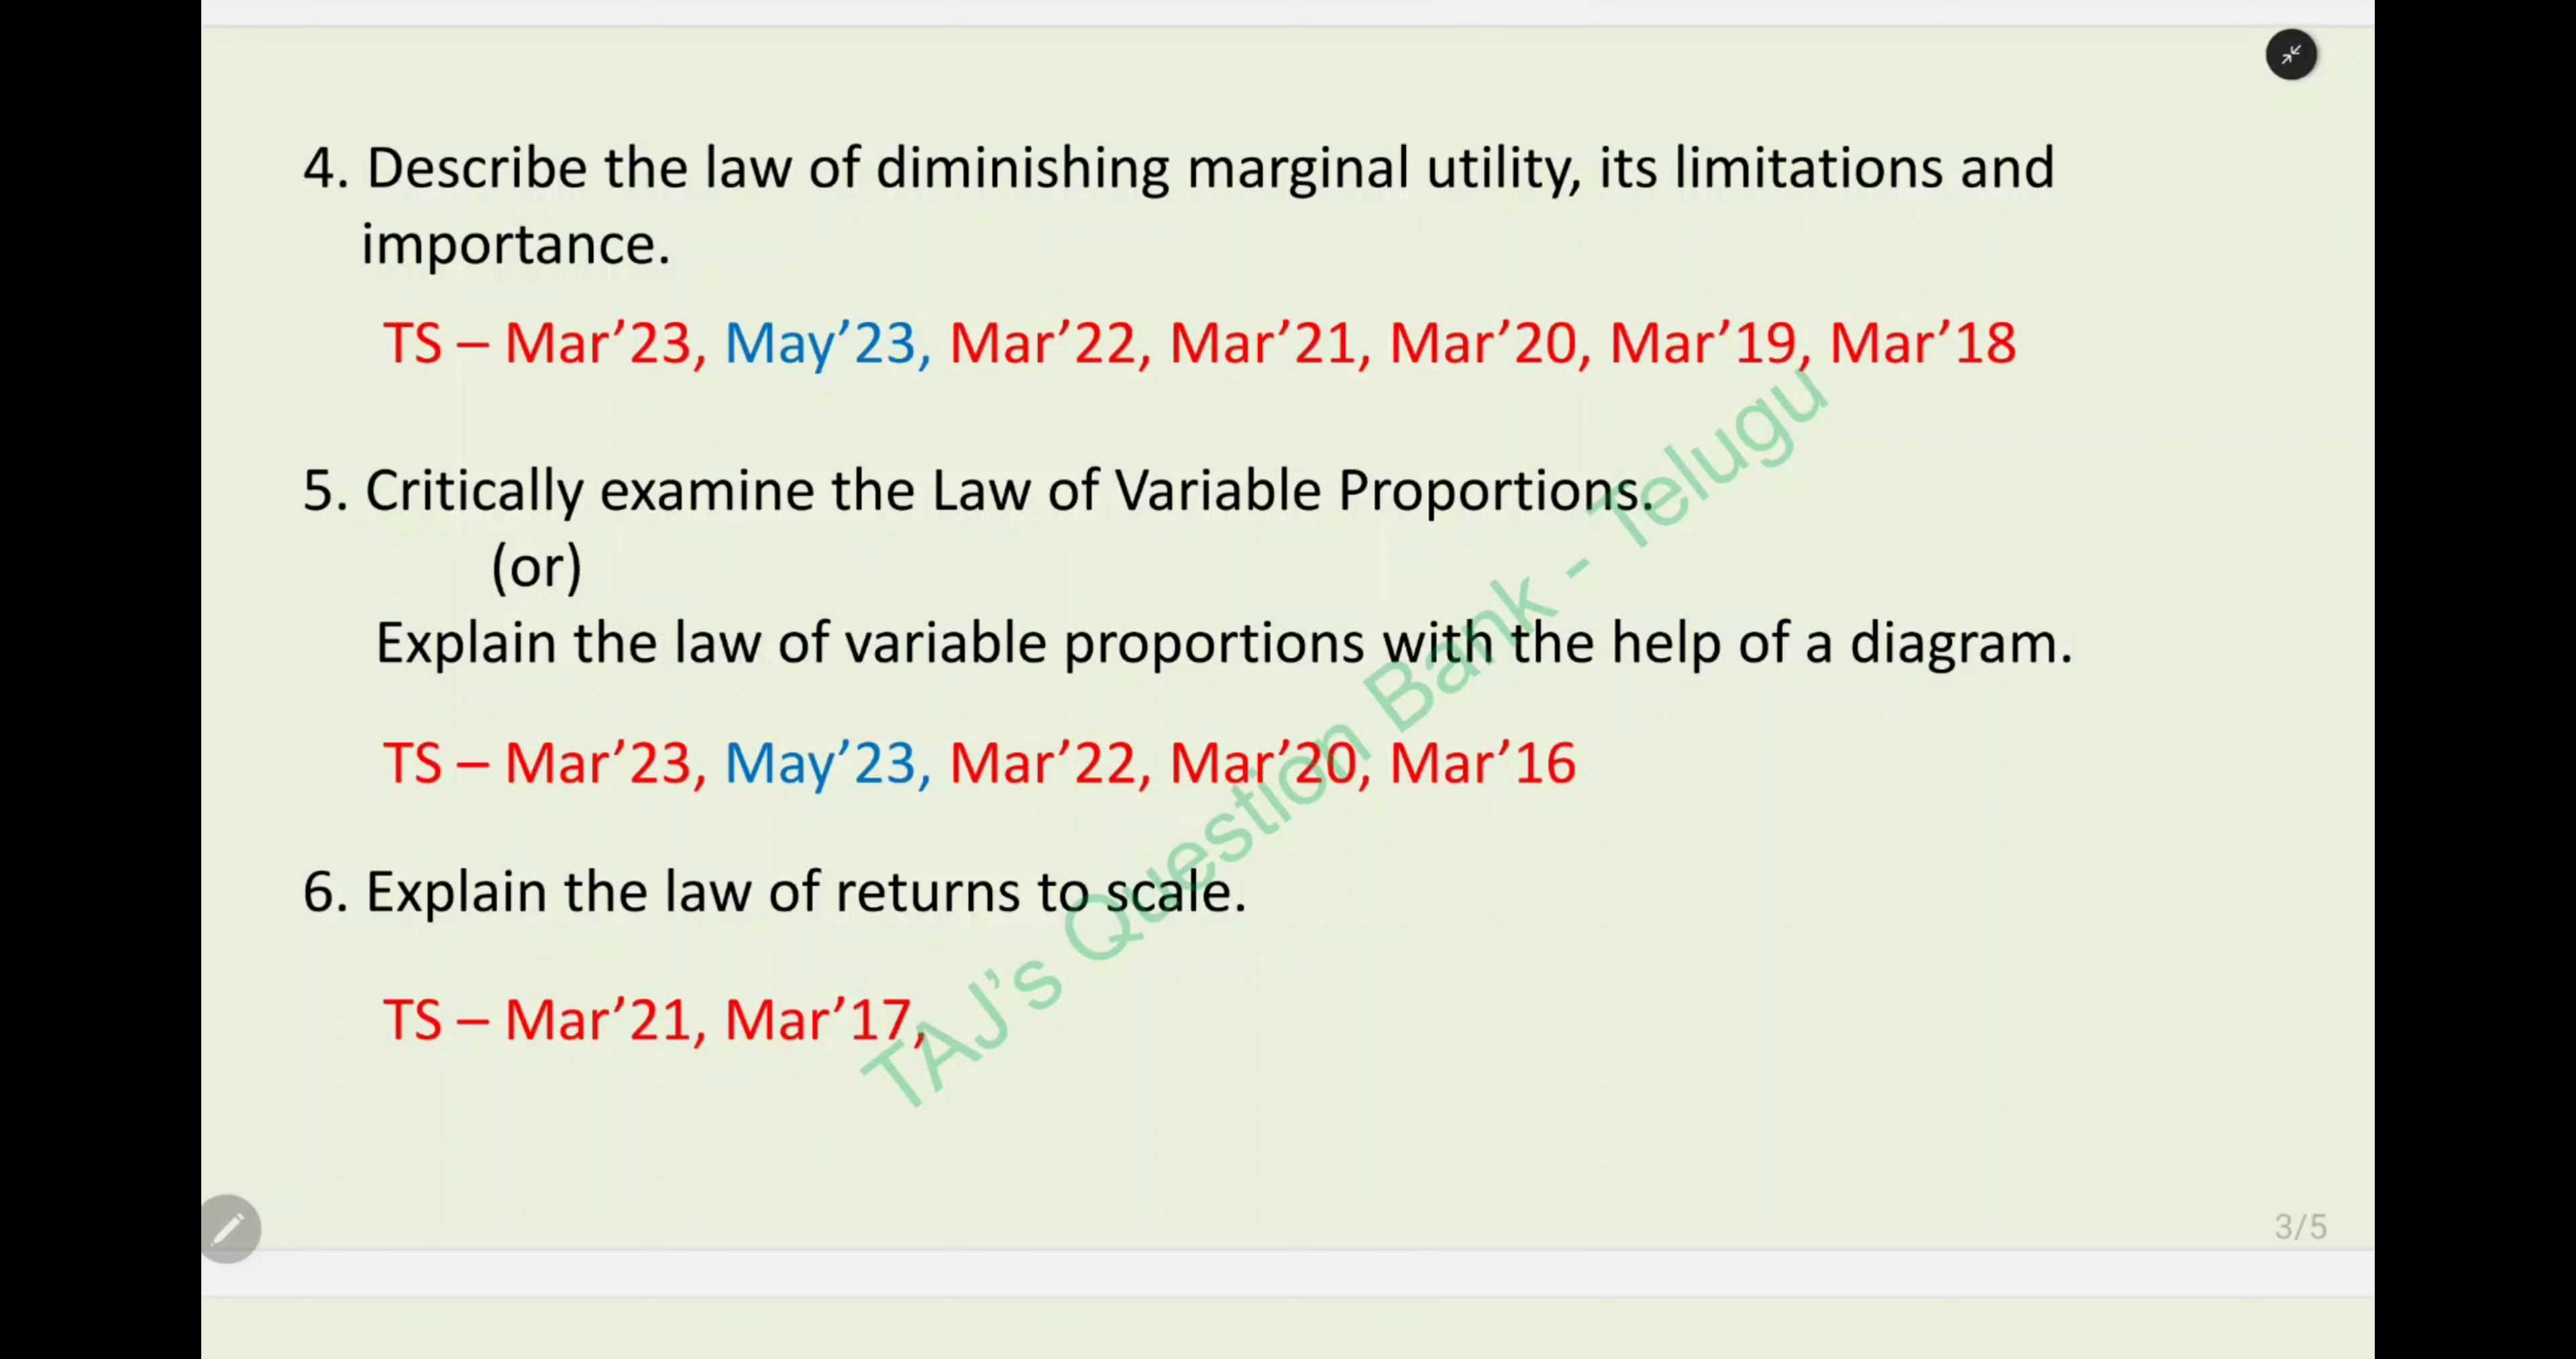 4. Describe the law of diminishing marginal utility, its limitations and
importance.
TS – Mar’23, May’23, Mar’22, Mar’21, Mar’20, Mar’19, Mar’18
5. Critically examine the Law of Variable Proportions.
(or)
Explain the law of variable proportions with the help of a diagram.
TS – Mar’23, May’23, Mar’22, Mar’20, Mar’16
6. Explain the law of returns to scale.
TS – Mar’21, Mar’17,
TAJ’s Question Bank - Telugu
3/5